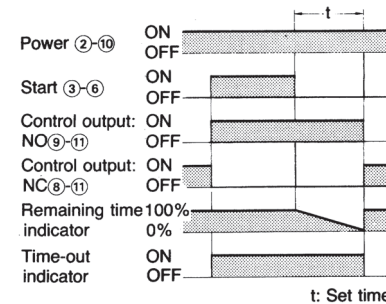 t
Power ②-⑩ ON
OFF
Start ③-⑥ ON
OFF
Control output: ON
NO⑨-⑪ OFF
Control output: ON
NC⑧-⑪ OFF
Remaining time 100%
indicator 0%
Time-out ON
indicator OFF
t: Set time